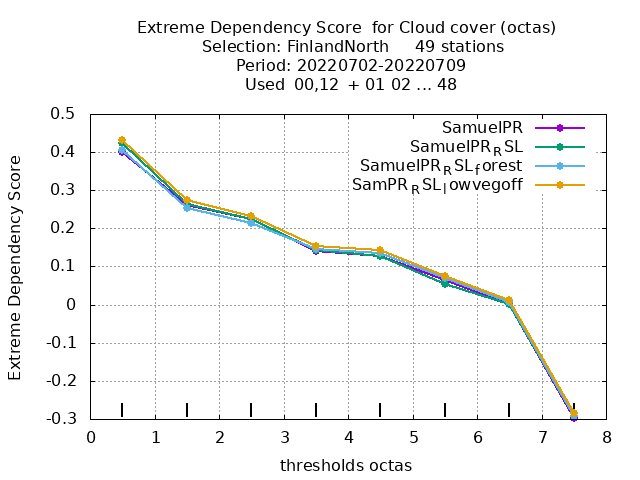 Extreme Dependency Score for Cloud cover (octas)
Selection: FinlandNorth 49 stations
Period: 20220702-20220709
Used 00,12 + 01 02 ... 48
SamuelPR
SamuelPR_RSL
SamuelPR_RSL_forest
SamPR_RSL_lowvegoff
Extreme Dependency Score
0.5
0.4
0.3
0.2
0.1
0
-0.1
-0.2
-0.3
0 1 2 3 4 5 6 7 8
thresholds octas